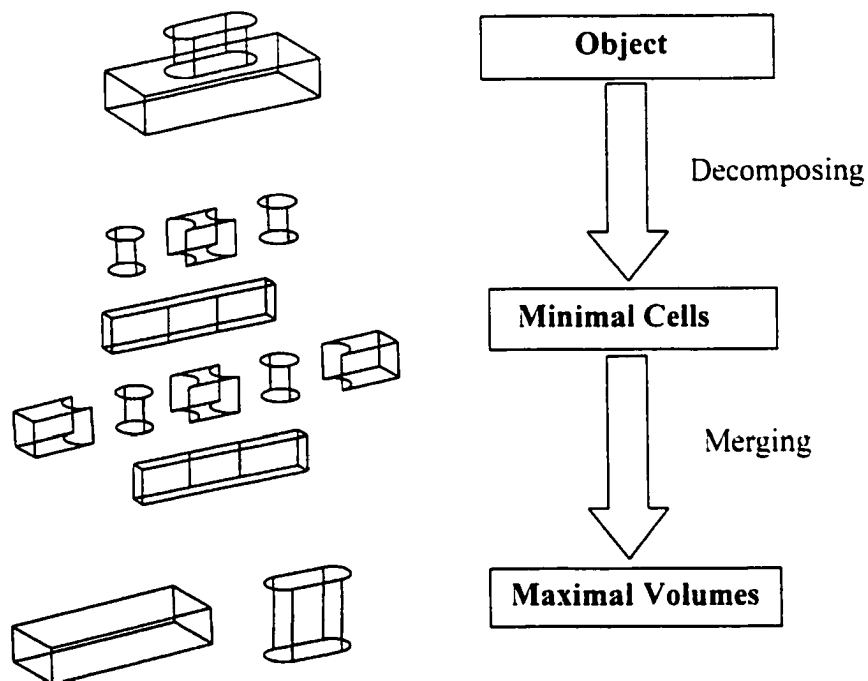 Object
Decomposing
Minimal Cells
Merging
Maximal Volumes